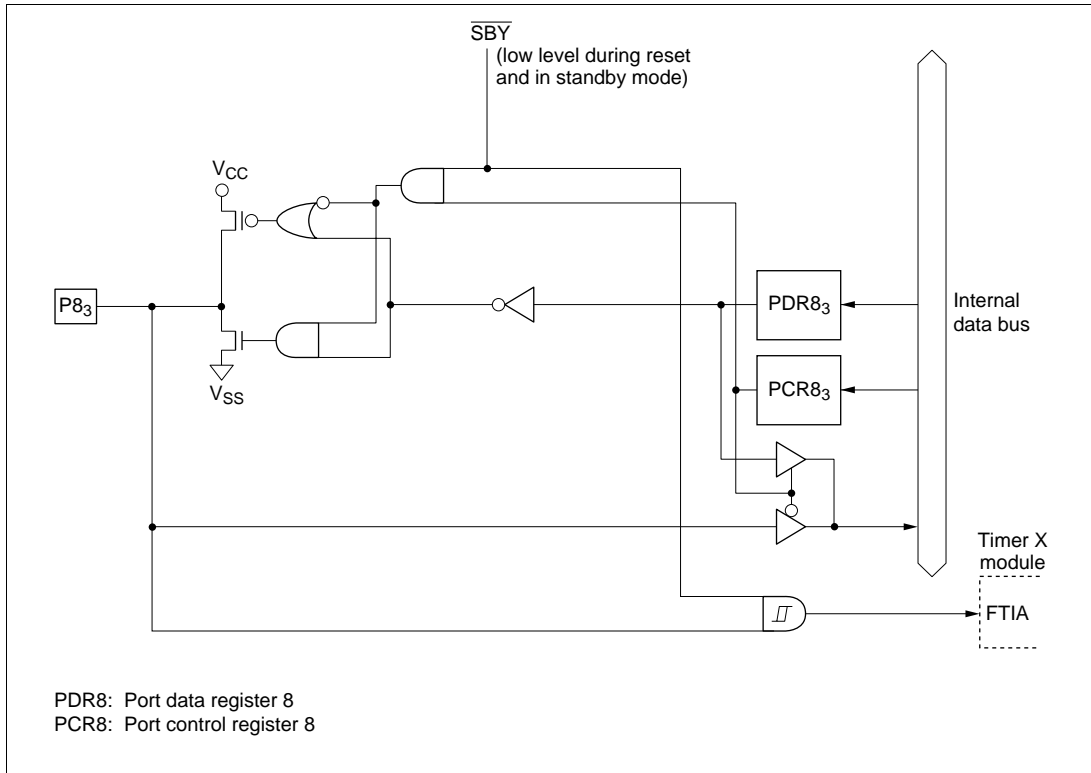 S̅B̅Y̅
(low level during reset
and in standby mode)
VCC
P8₃
VSS
PDR8₃
PCR8₃
Internal
data bus
Timer X
module
FTIA
PDR8: Port data register 8
PCR8: Port control register 8